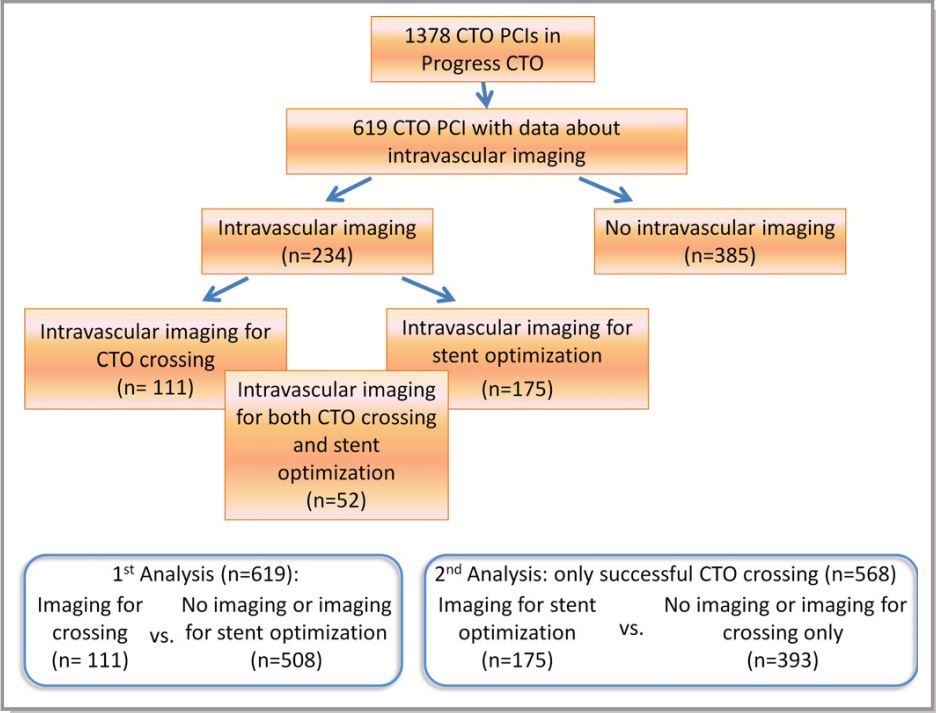 1378 CTO PCIs in
Progress CTO
619 CTO PCI with data about
intravascular imaging
Intravascular imaging
(n=234)
No intravascular imaging
(n=385)
Intravascular imaging for
CTO crossing
(n= 111)
Intravascular imaging for
stent optimization
(n=175)
Intravascular imaging
for both CTO crossing
and stent
optimization
(n=52)
1st Analysis (n=619):
Imaging for
crossing
(n= 111)
vs.
No imaging or imaging
for stent optimization
(n=508)
2nd Analysis: only successful CTO crossing (n=568)
Imaging for stent
optimization
(n=175)
vs.
No imaging or imaging for
crossing only
(n=393)